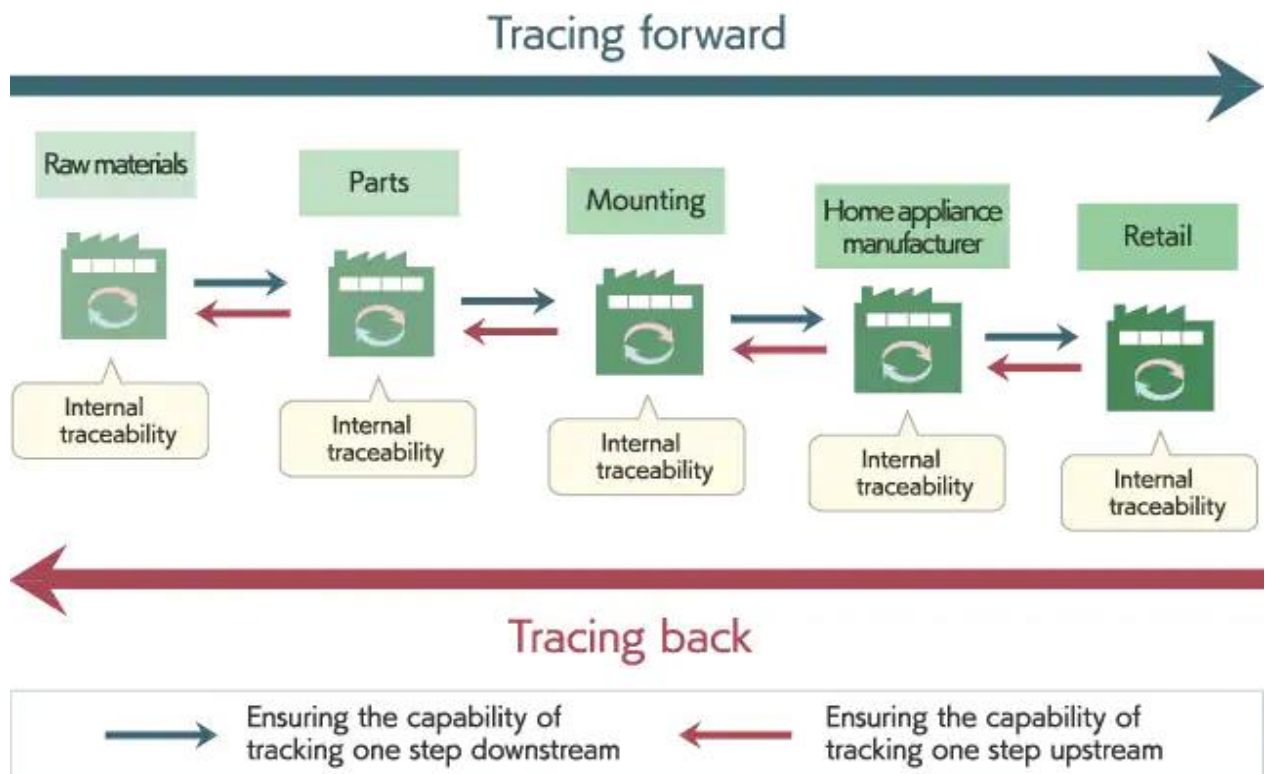 Tracing forward
Raw materials
Parts
Mounting
Home appliance
manufacturer
Retail
Internal
traceability
Internal
traceability
Internal
traceability
Internal
traceability
Internal
traceability
Tracing back
Ensuring the capability of
tracking one step downstream
Ensuring the capability of
tracking one step upstream